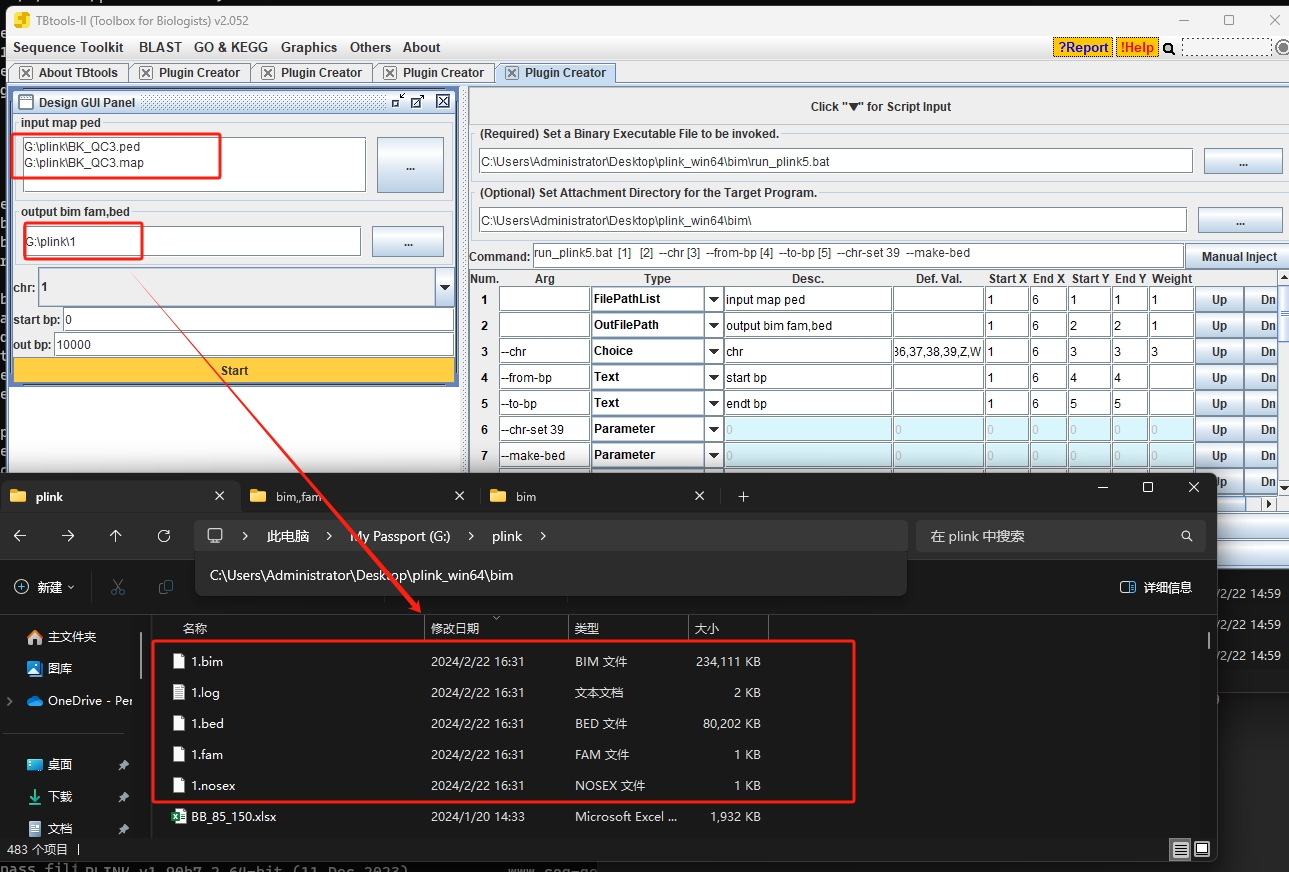 TBtools-II (Toolbox for Biologists) v2.052
Sequence Toolkit BLAST GO & KEGG Graphics Others About ?Report !Help
About TBtools Plugin Creator Plugin Creator Plugin Creator Plugin Creator
Design GUI Panel
input map ped
G:\plink\BK_QC3.ped
G:\plink\BK_QC3.map
...
output bim fam,bed
G:\plink\1
...
chr: 1
start bp: 0
out bp: 10000
Start
Click "▼" for Script Input
(Required) Set a Binary Executable File to be invoked.
C:\Users\Administrator\Desktop\plink_win64\bim\run_plink5.bat ...
(Optional) Set Attachment Directory for the Target Program.
C:\Users\Administrator\Desktop\plink_win64\bim\ ...
Command: run_plink5.bat [1] [2] --chr [3] --from-bp [4] --to-bp [5] --chr-set 39 --make-bed Manual Inject
Num. Arg Type Desc. Def. Val. Start X End X Start Y End Y Weight
1 FilePathList input map ped 1 6 1 1 1 Up Dn
2 OutFilePath output bim fam,bed 1 6 2 2 1 Up Dn
3 --chr Choice chr 36,37,38,39,Z,W 1 6 3 3 3 Up Dn
4 --from-bp Text start bp 1 6 4 4 Up Dn
5 --to-bp Text endt bp 1 6 5 5 Up Dn
6 --chr-set 39 Parameter 0 0 0 0 0 0 0 Up Dn
7 --make-bed Parameter 0 0 0 0 0 0 0 Up Dn
Up Dn
plink bim,,fam bim
此电脑 My Passport (G:) plink 在 plink 中搜索
C:\Users\Administrator\Desktop\plink_win64\bim
新建 详细信息
主文件夹
图库
OneDrive - Per
桌面
下载
文档
名称 修改日期 类型 大小
1.bim 2024/2/22 16:31 BIM 文件 234,111 KB
1.log 2024/2/22 16:31 文本文档 2 KB
1.bed 2024/2/22 16:31 BED 文件 80,202 KB
1.fam 2024/2/22 16:31 FAM 文件 1 KB
1.nosex 2024/2/22 16:31 NOSEX 文件 1 KB
BB_85_150.xlsx 2024/1/20 14:33 Microsoft Excel ... 1,932 KB
483 个项目
/2/22 14:59
/2/22 14:59
/2/22 14:59
PLINK v1.90b7.2 64-bit (11 Dec 2023)